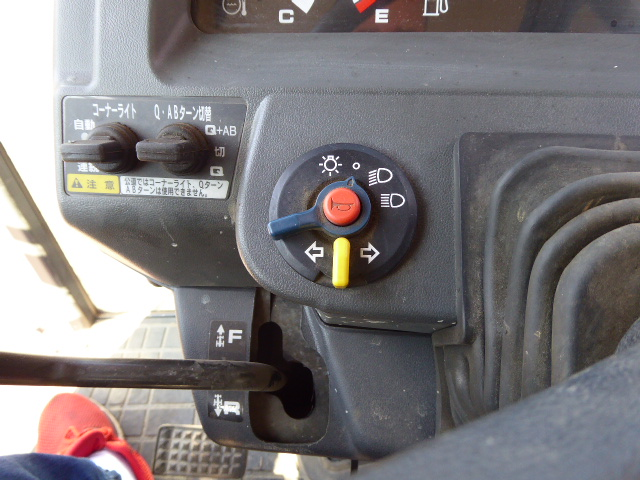 C E
コーナーライト Q・ABターン切替
自動
Q+AB
切
連続
Q
注意
公道ではコーナーライト、Qターン
ABターンは使用できません。
F